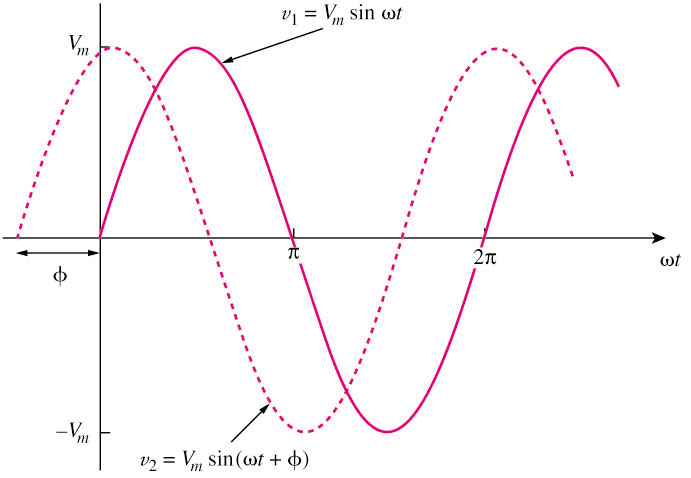 v₁ = Vₘ sin ωt
Vₘ
π
2π
ωt
ϕ
−Vₘ
v₂ = Vₘ sin(ωt + ϕ)